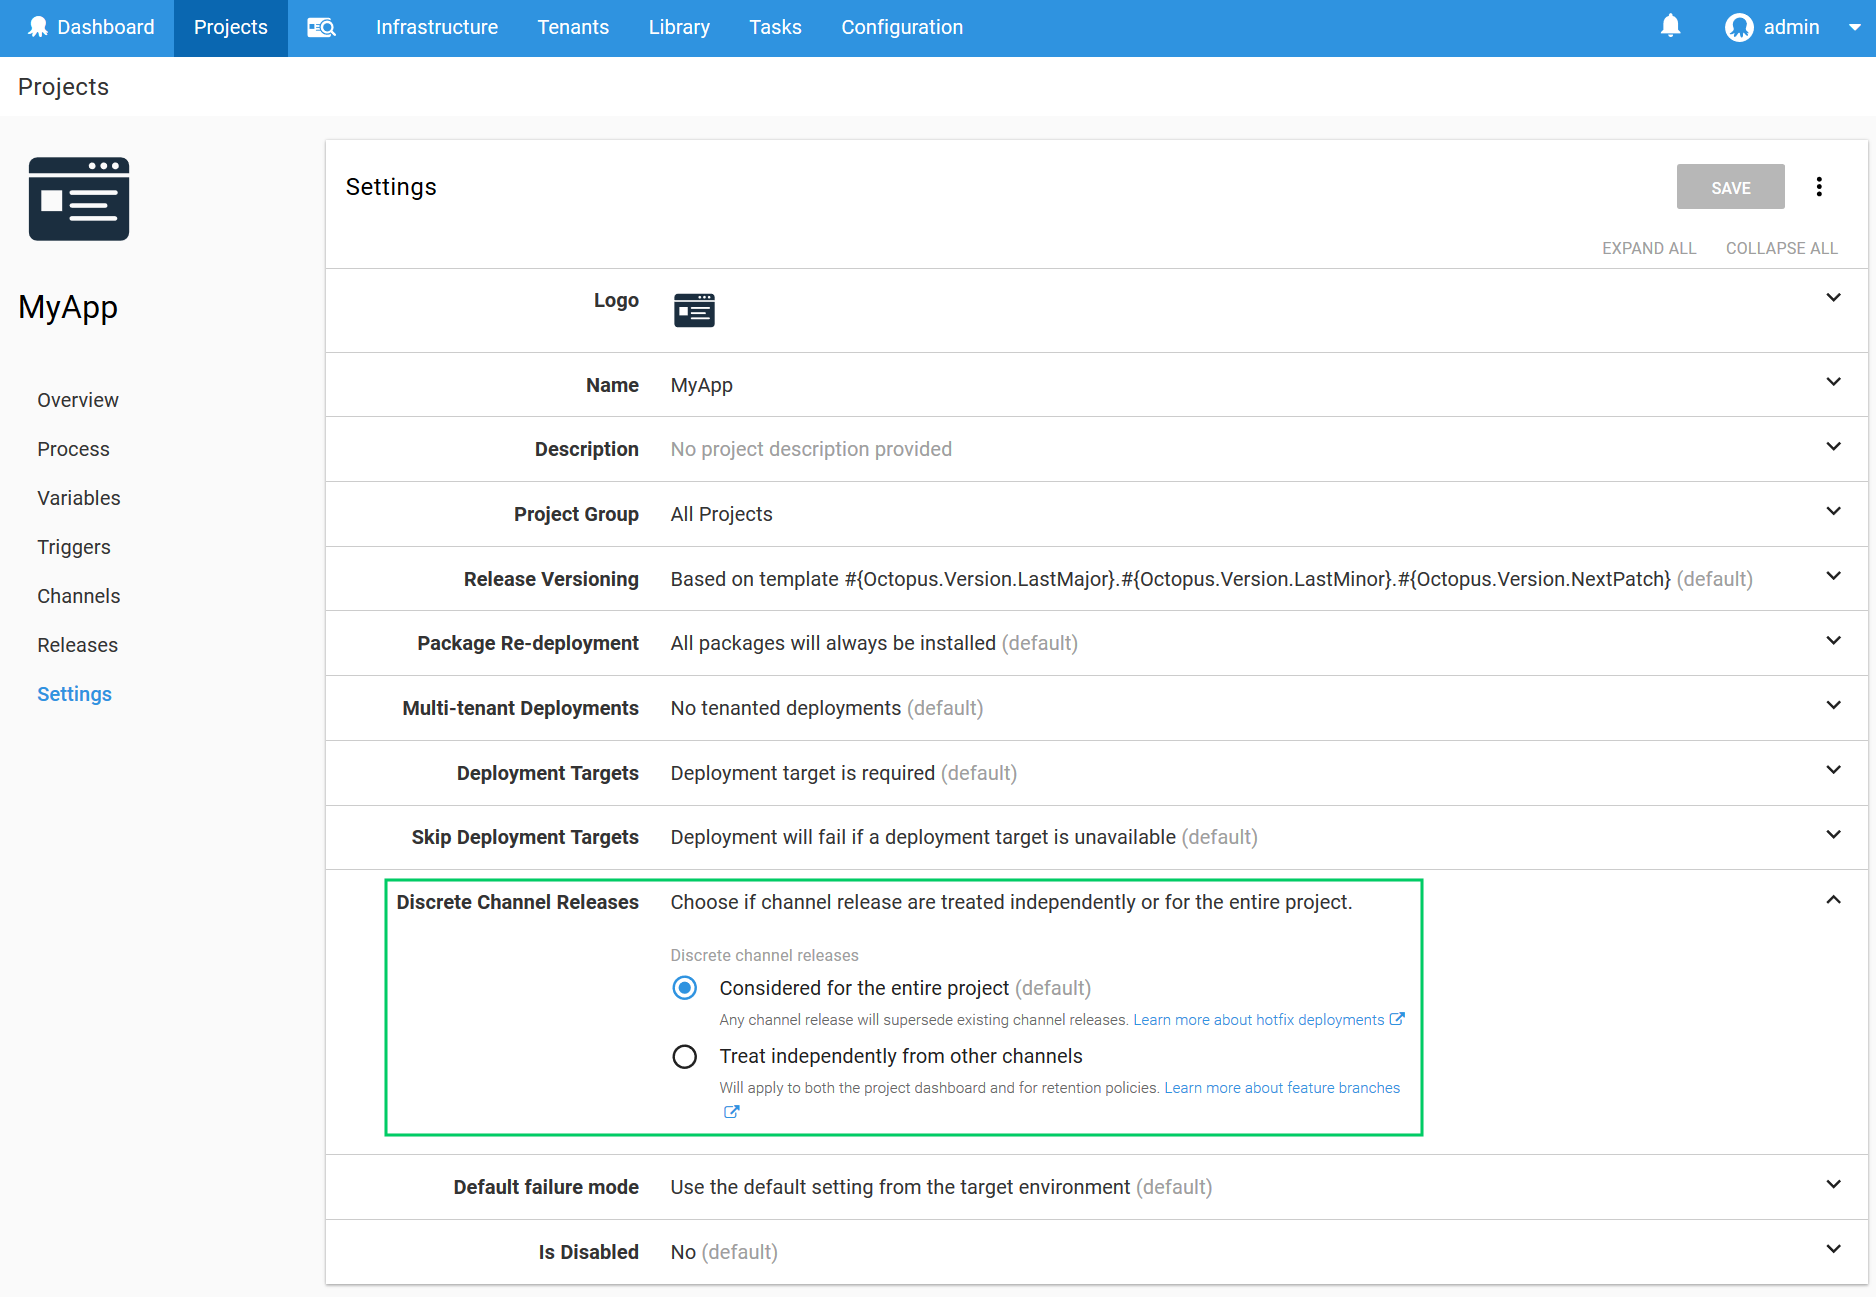 Dashboard Projects Infrastructure Tenants Library Tasks Configuration admin
Projects
Settings
SAVE
EXPAND ALL COLLAPSE ALL
MyApp
Overview
Process
Variables
Triggers
Channels
Releases
Settings
Logo
Name MyApp
Description No project description provided
Project Group All Projects
Release Versioning Based on template #{Octopus.Version.LastMajor}.#{Octopus.Version.LastMinor}.#{Octopus.Version.NextPatch} (default)
Package Re-deployment All packages will always be installed (default)
Multi-tenant Deployments No tenanted deployments (default)
Deployment Targets Deployment target is required (default)
Skip Deployment Targets Deployment will fail if a deployment target is unavailable (default)
Discrete Channel Releases Choose if channel release are treated independently or for the entire project.
Discrete channel releases
Considered for the entire project (default)
Any channel release will supersede existing channel releases. Learn more about hotfix deployments
Treat independently from other channels
Will apply to both the project dashboard and for retention policies. Learn more about feature branches
Default failure mode Use the default setting from the target environment (default)
Is Disabled No (default)